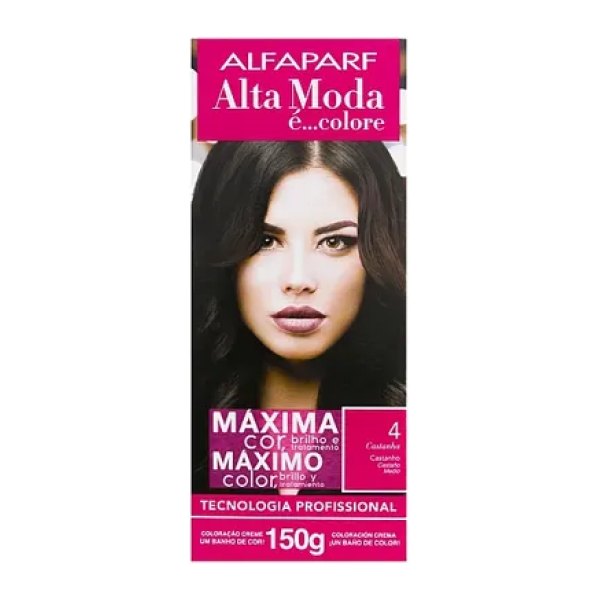 ALFAPARF
Alta Moda
é...colore
MÁXIMA
cor, brilho e
tratamento
MÁXIMO
color, brillo y
tratamiento
4
Castanha
Castanho
Castaño
Medio
TECNOLOGIA PROFISSIONAL
COLORAÇÃO CREME
UM BANHO DE COR!
150g
COLORACIÓN CREMA
¡UN BAÑO DE COLOR!